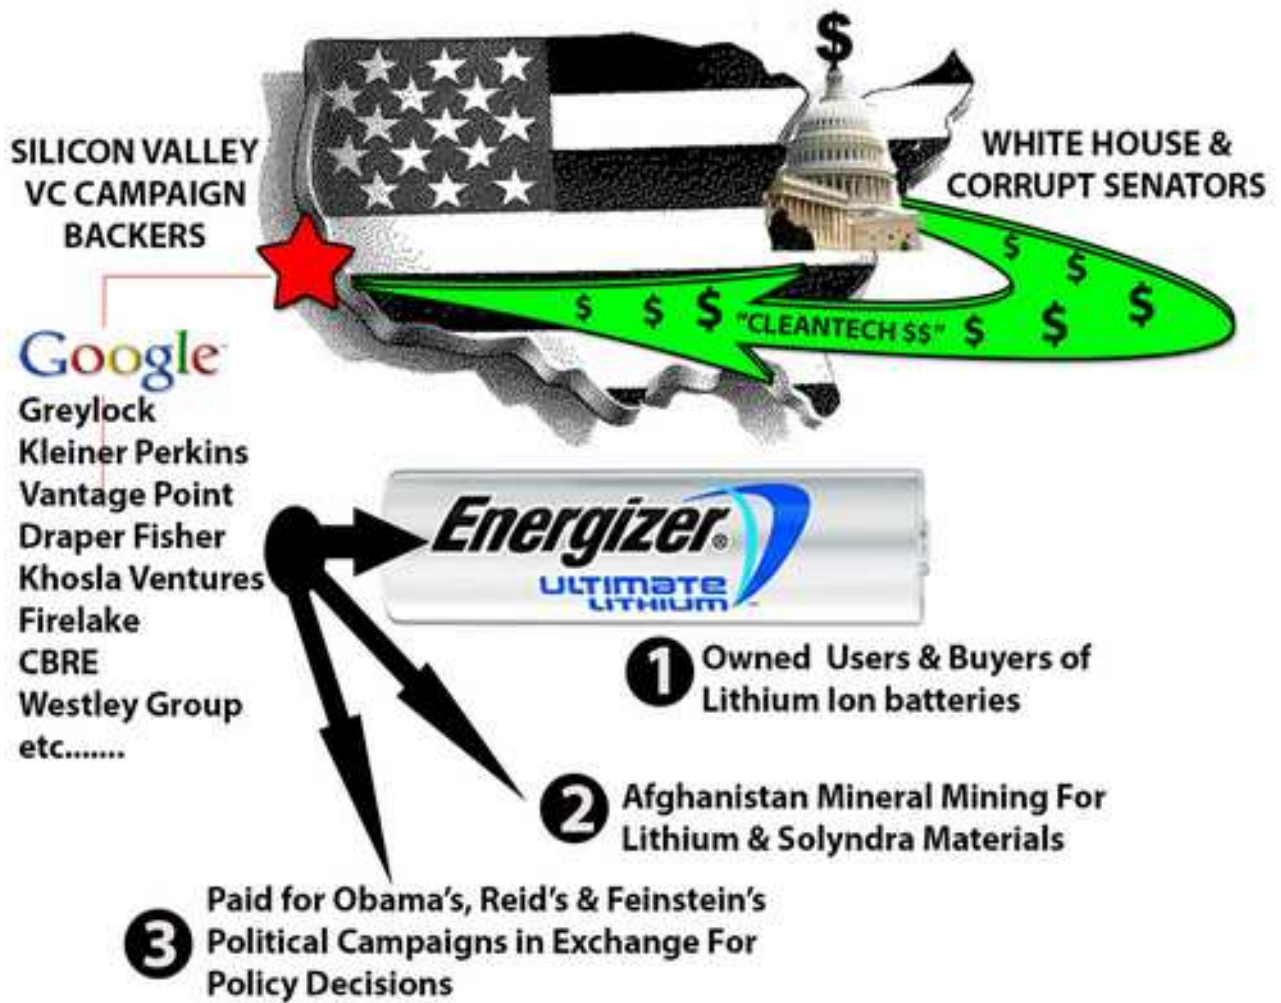 $
SILICON VALLEY
VC CAMPAIGN
BACKERS
WHITE HOUSE &
CORRUPT SENATORS
$ $ $ "CLEANTECH $$" $ $ $ $ $
Google
Greylock
Kleiner Perkins
Vantage Point
Draper Fisher
Khosla Ventures
Firelake
CBRE
Westley Group
etc.......
Energizer®
ULTIMATE
LITHIUM™
1 Owned Users & Buyers of
Lithium Ion batteries
2 Afghanistan Mineral Mining For
Lithium & Solyndra Materials
3 Paid for Obama's, Reid's & Feinstein's
Political Campaigns in Exchange For
Policy Decisions